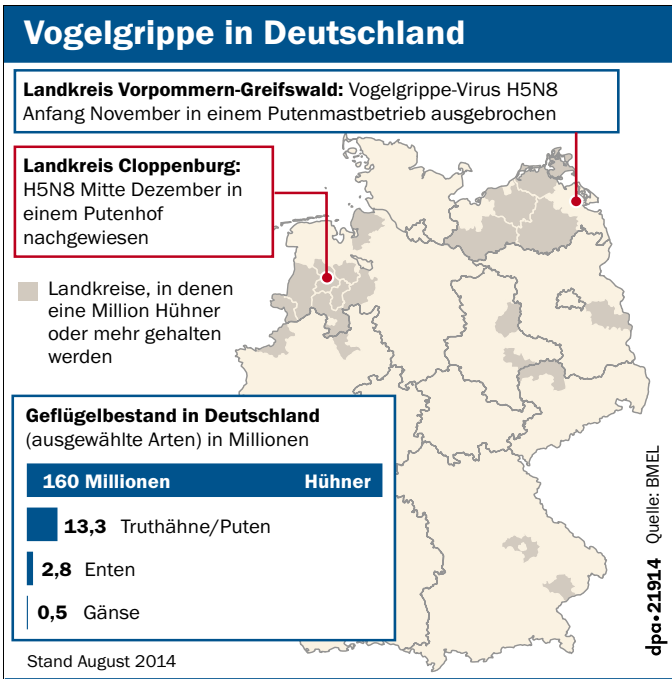 Vogelgrippe in Deutschland
Landkreis Vorpommern-Greifswald: Vogelgrippe-Virus H5N8
Anfang November in einem Putenmastbetrieb ausgebrochen
Landkreis Cloppenburg:
H5N8 Mitte Dezember in
einem Putenhof
nachgewiesen
Landkreise, in denen
eine Million Hühner
oder mehr gehalten
werden
Geflügelbestand in Deutschland
(ausgewählte Arten) in Millionen
160 Millionen Hühner
13,3 Truthähne/Puten
2,8 Enten
0,5 Gänse
Stand August 2014
dpa•21914 Quelle: BMEL